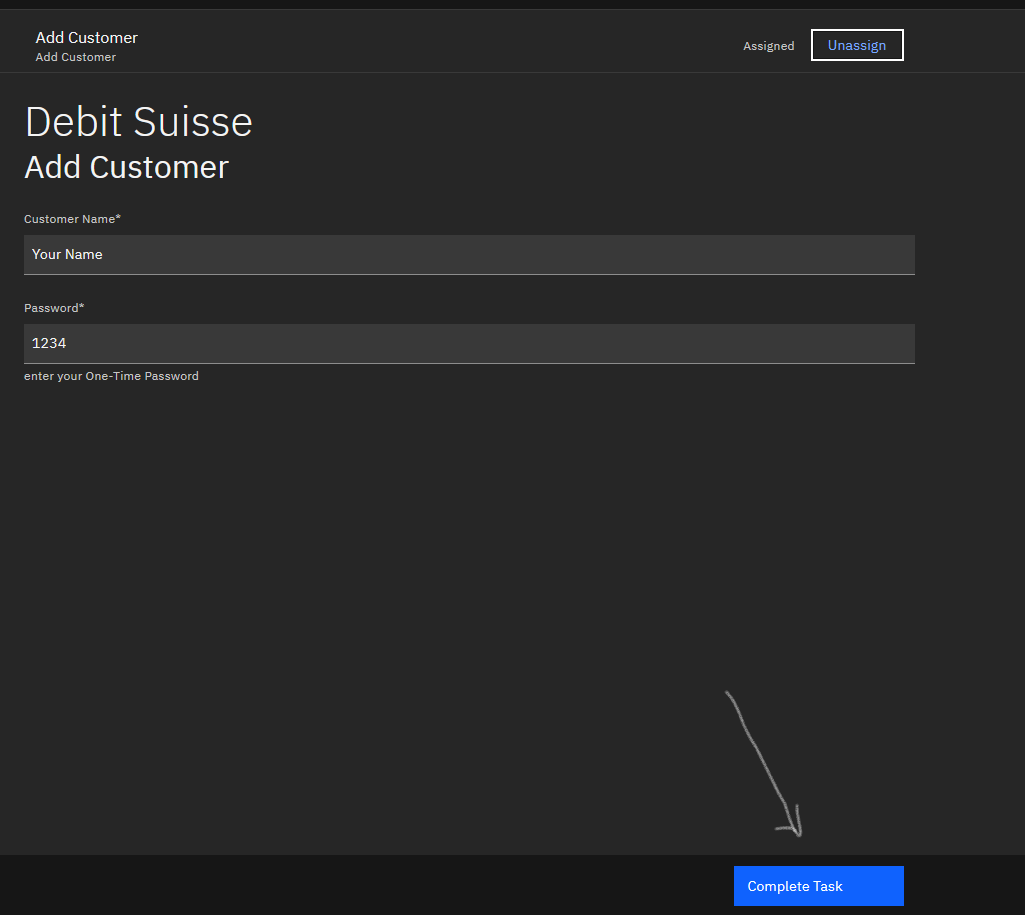 Add Customer
Add Customer
Assigned
Unassign
Debit Suisse
Add Customer
Customer Name*
Your Name
Password*
1234
enter your One-Time Password
Complete Task